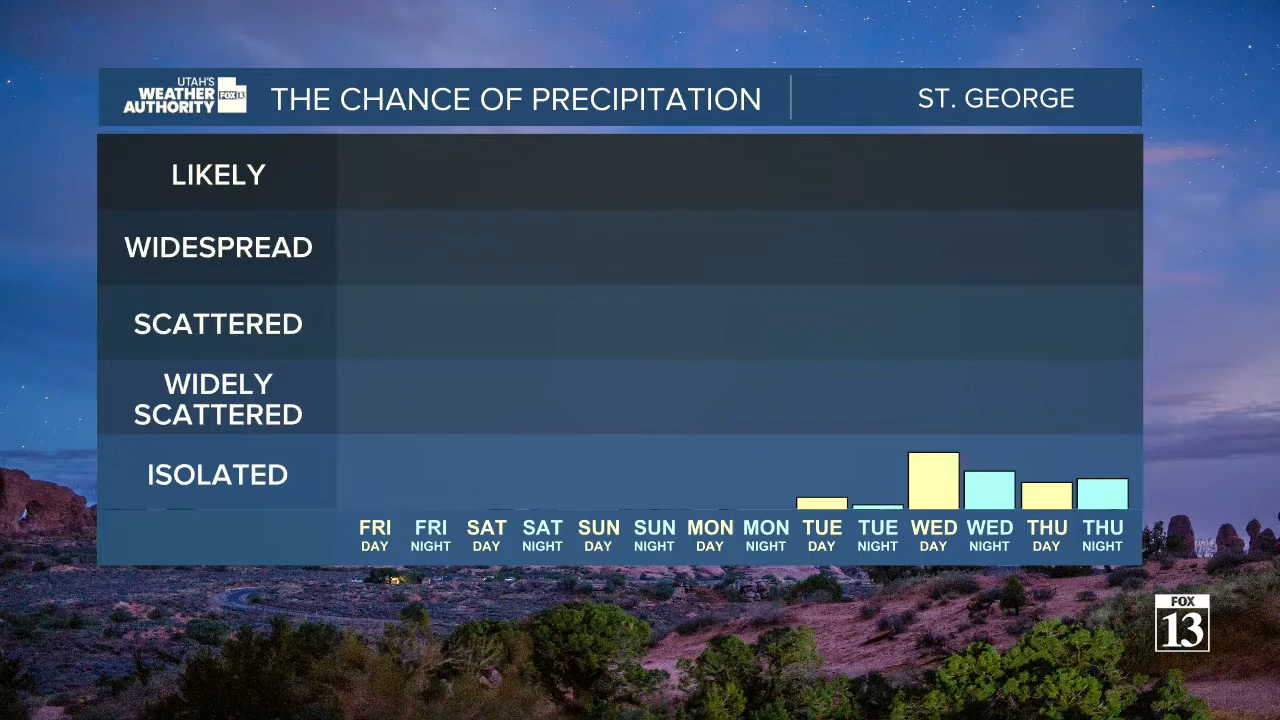 UTAH'S
WEATHER
AUTHORITY
FOX 13
THE CHANCE OF PRECIPITATION
ST. GEORGE
LIKELY
WIDESPREAD
SCATTERED
WIDELY
SCATTERED
ISOLATED
FRI FRI SAT SAT SUN SUN MON MON TUE TUE WED WED THU THU
DAY NIGHT DAY NIGHT DAY NIGHT DAY NIGHT DAY NIGHT DAY NIGHT DAY NIGHT
FOX
13